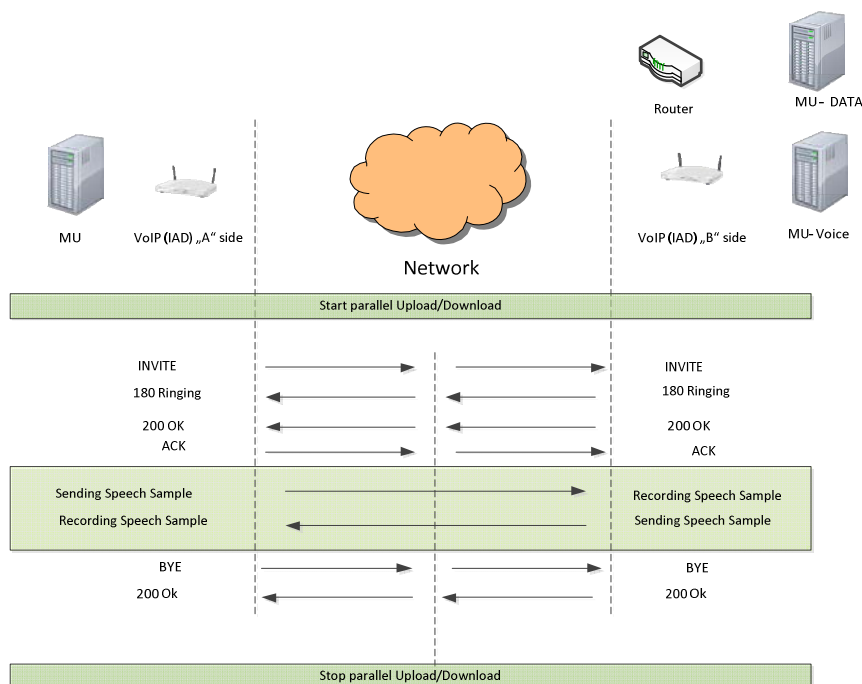 Router
MU- DATA
MU
VoIP (IAD) „A“ side
Network
VoIP (IAD) „B“ side
MU-Voice
Start parallel Upload/Download
INVITE
INVITE
180 Ringing
180 Ringing
200 OK
200 OK
ACK
ACK
Sending Speech Sample
Recording Speech Sample
Recording Speech Sample
Sending Speech Sample
BYE
BYE
200 Ok
200 Ok
Stop parallel Upload/Download